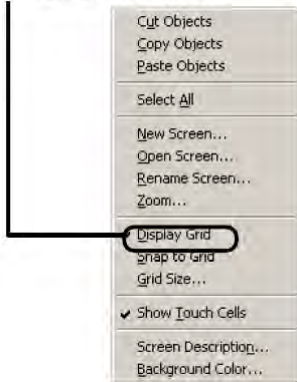 Cut Objects
Copy Objects
Paste Objects
Select All
New Screen...
Open Screen...
Rename Screen...
Zoom...
Display Grid
Snap to Grid
Grid Size...
Show Touch Cells
Screen Description...
Background Color...